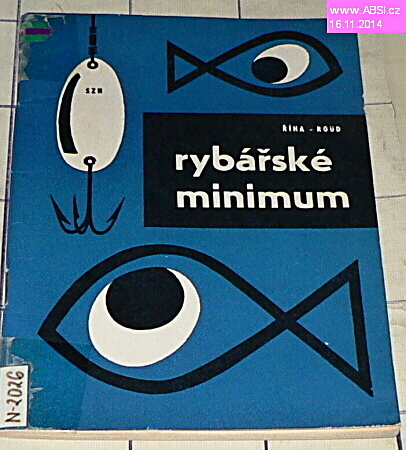 www.ABSI.cz
16.11.2014
SZN
ŘÍHA - ROUD
rybářské
minimum
N-2026